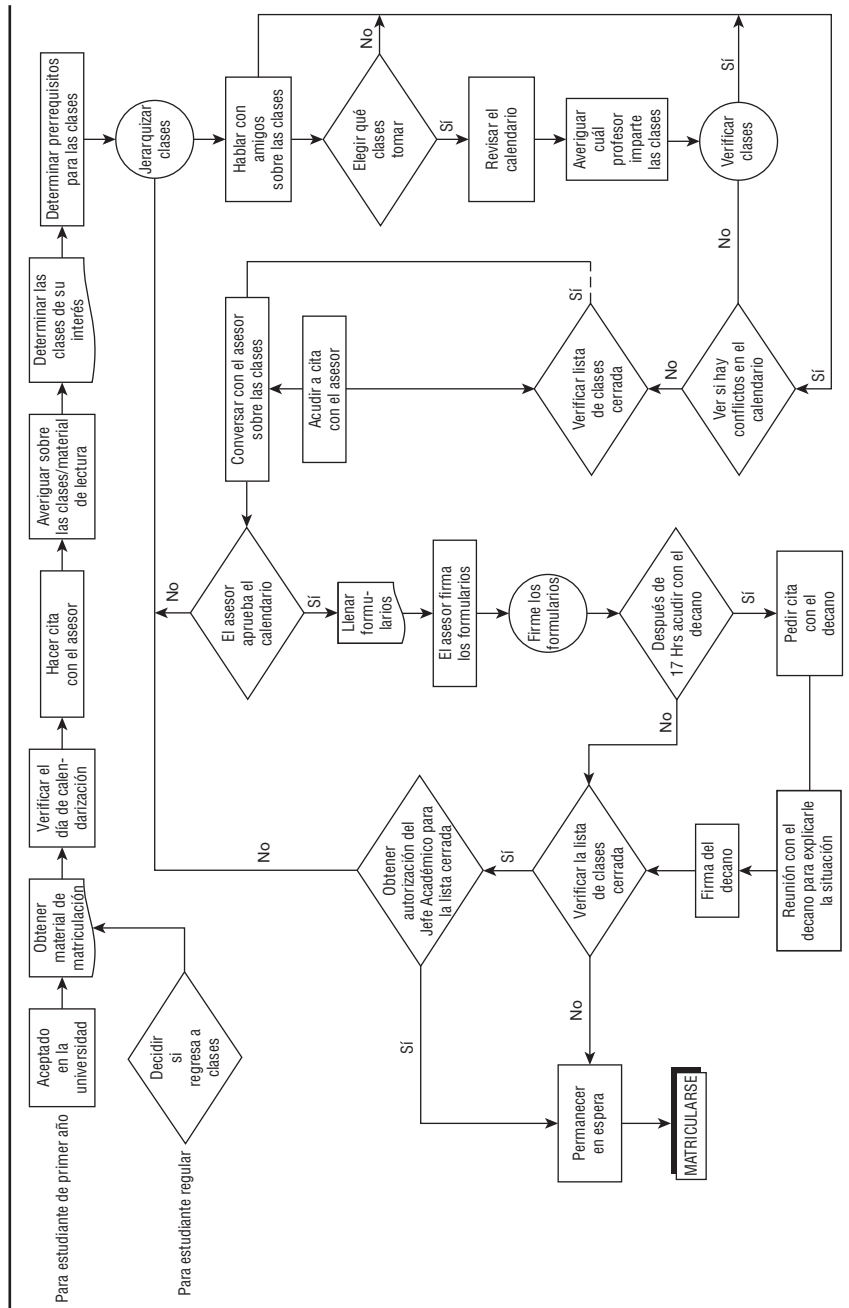 Para estudiante de primer año
Aceptado
en la
universidad
Obtener
material de
matriculación
Verificar el
día de calen-
darización
Hacer cita
con el asesor
Averiguar sobre
las clases/material
de lectura
Determinar las
clases de su
interés
Determinar prerrequisitos
para las clases
Para estudiante regular
Decidir
si
regresa a
clases
Jerarquizar
clases
Hablar con
amigos
sobre las clases
No
Elegir qué
clases
tomar
Sí
Revisar el
calendario
Averiguar
cuál
profesor
imparte
las clases
Verificar
clases
Sí
No
Ver si hay
conflictos en el
calendario
Sí
No
Verificar lista
de clases
cerrada
Sí
Acudir a cita
con el asesor
Conversar con el asesor
sobre las clases
El asesor
aprueba el
calendario
No
Sí
Llenar
formu-
larios
El asesor firma
los formularios
Firme los
formularios
Después de
17 Hrs acudir con el
decano
Sí
Pedir cita
con el
decano
No
Reunión con el
decano para explicarle
la situación
Firma del
decano
Verificar la lista
de clases
cerrada
Sí
No
Obtener
autorización del
Jefe Académico para
la lista cerrada
No
Sí
Permanecer
en espera
MATRICULARSE